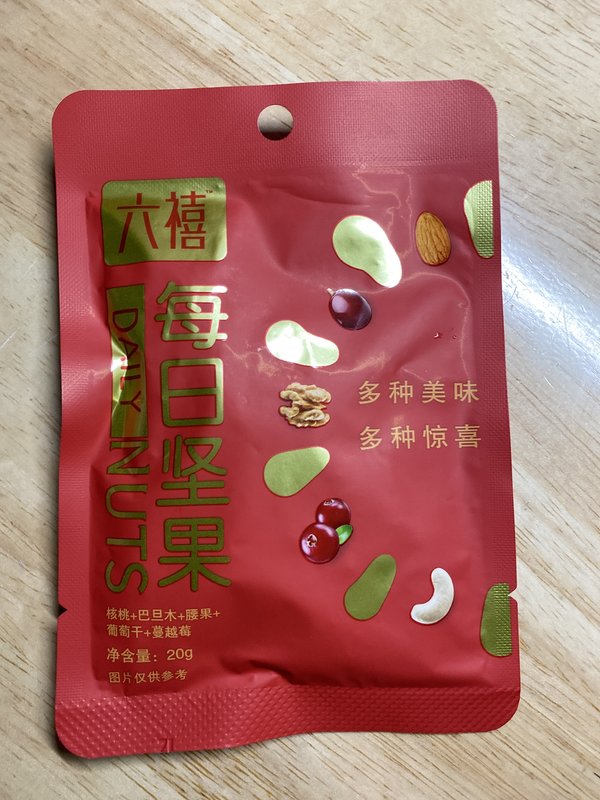 六禧™
每日坚果
DAILY NUTS
多种美味
多种惊喜
核桃+巴旦木+腰果+
葡萄干+蔓越莓
净含量：20g
图片仅供参考